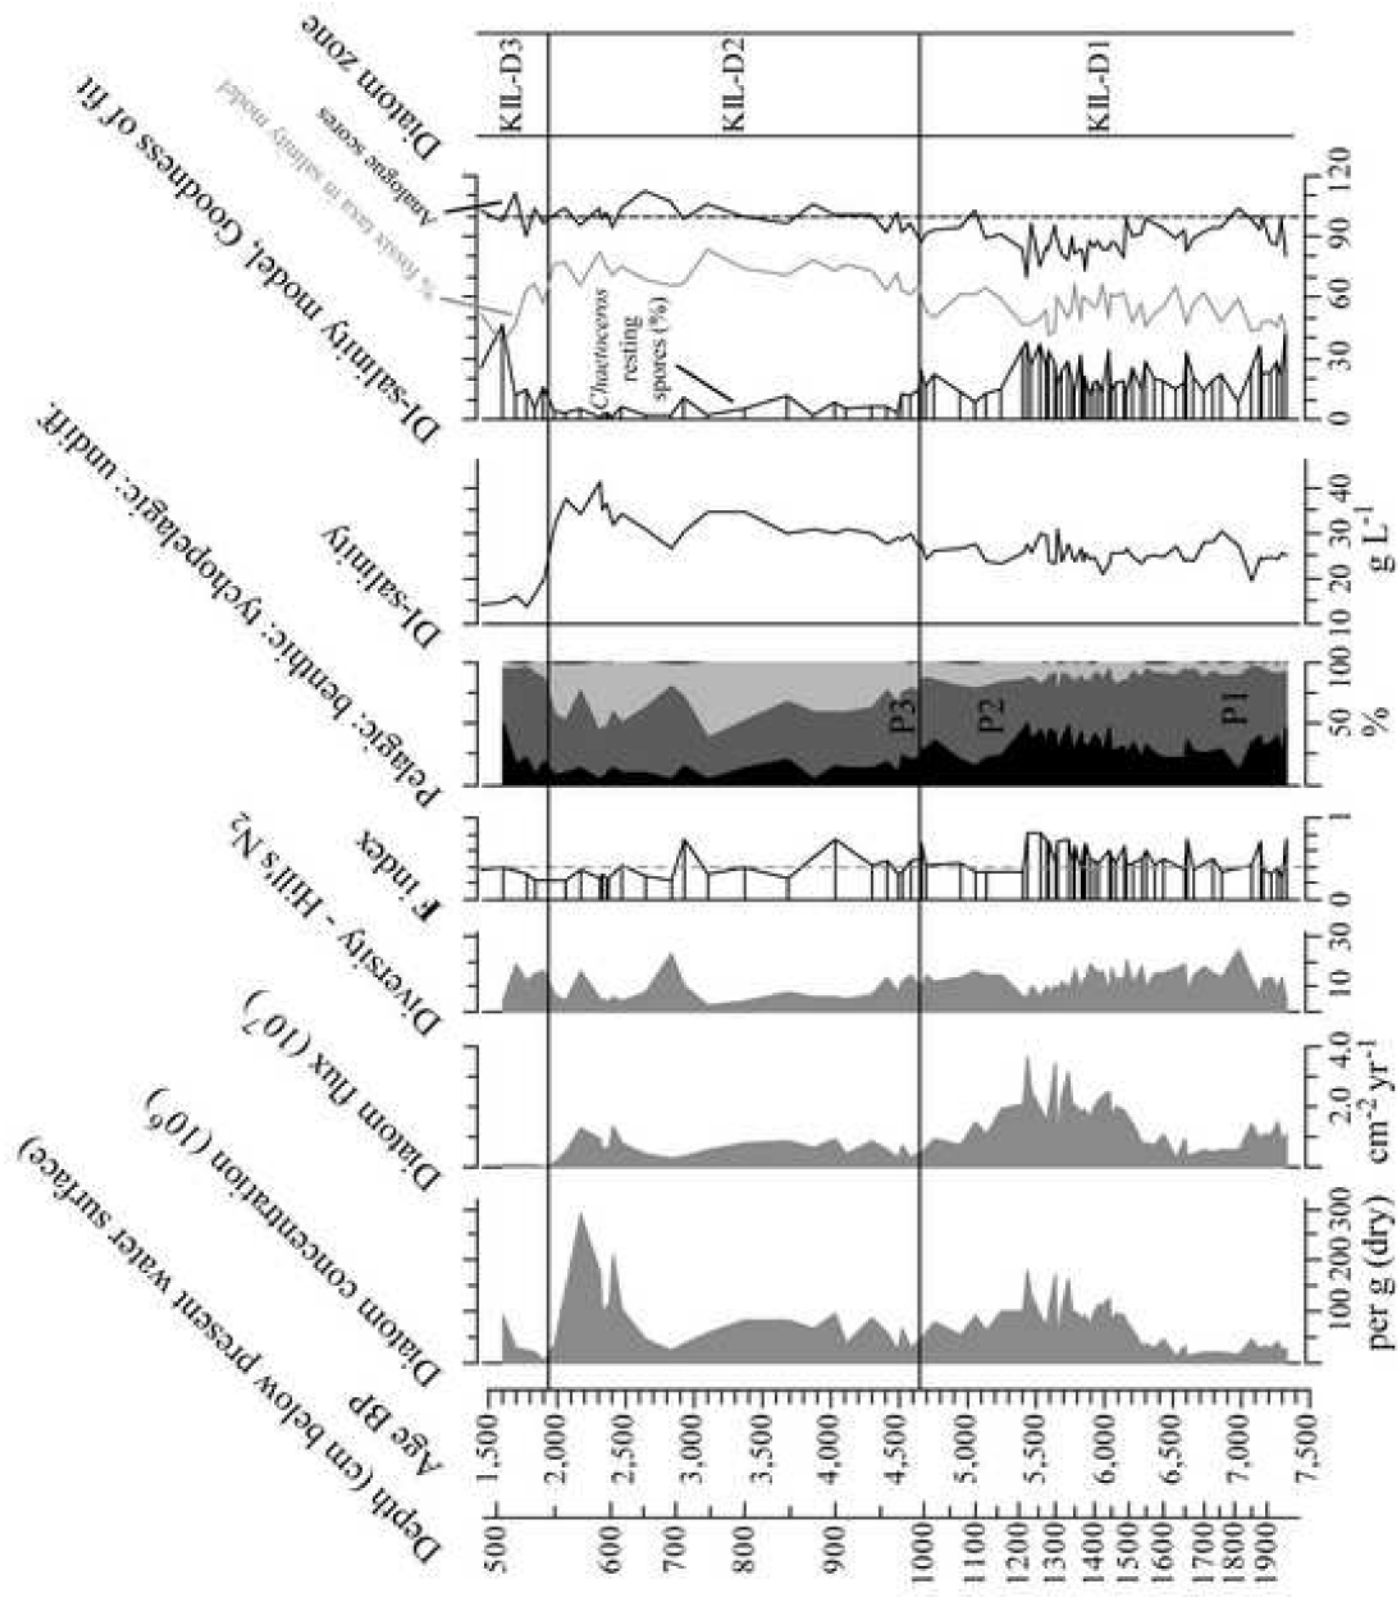 Depth (cm below present water surface)
Age BP
Diatom concentration (10⁶)
Diatom flux (10⁷)
Diversity - Hill's N₂
F index
Pelagic: benthic: tychopelagic: undiff.
DI-salinity
DI-salinity model, Goodness of fit
% fossix taxa in salinity model
Analogue scores
Diatom zone
KIL-D3
KIL-D2
KIL-D1
Chaetoceros
resting
spores (%)
P3
P2
P1
0 30 60 90 120
10 20 30 40
g L⁻¹
50 100
%
0 1
10 30
2.0 4.0
cm⁻² yr⁻¹
100 200 300
per g (dry)
1,500 2,000 2,500 3,000 3,500 4,000 4,500 5,000 5,500 6,000 6,500 7,000 7,500
500 600 700 800 900 1000 1100 1200 1300 1400 1500 1600 1700 1800 1900